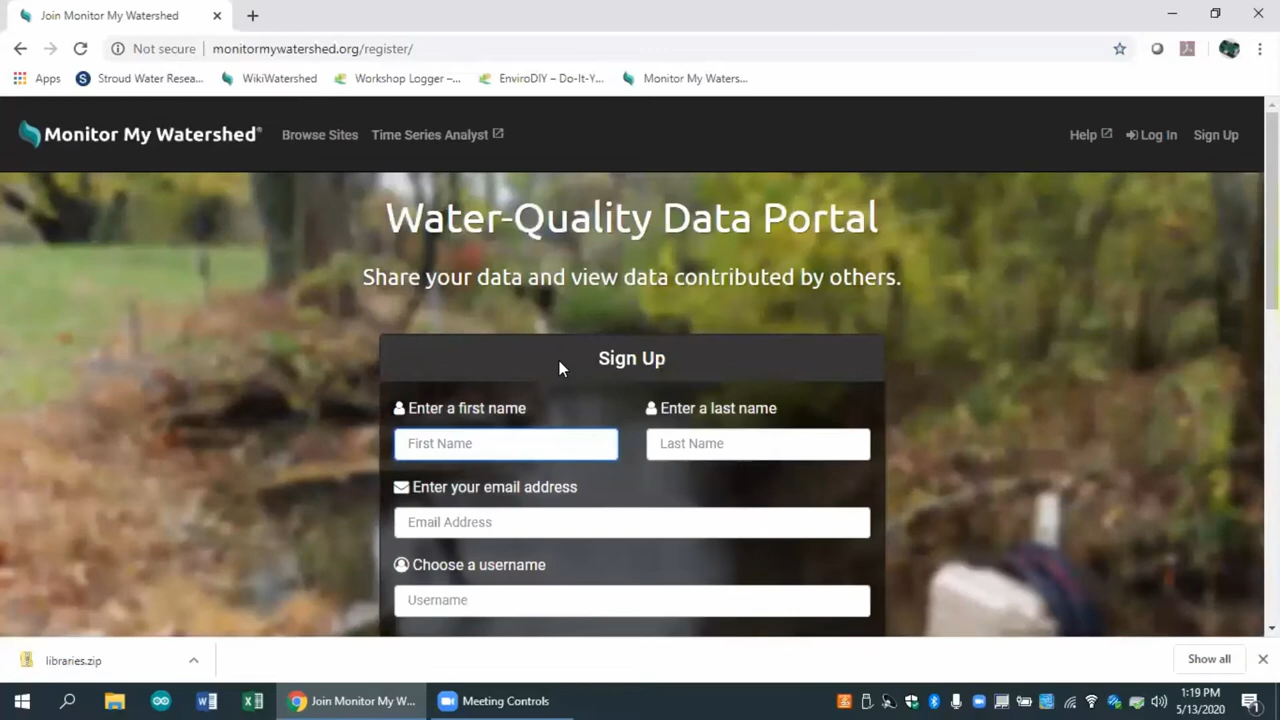 Join Monitor My Watershed
Not secure
monitormywatershed.org/register/
Apps
Stroud Water Resea...
WikiWatershed
Workshop Logger –...
EnviroDIY – Do-It-Y...
Monitor My Waters...
Monitor My Watershed®
Browse Sites
Time Series Analyst
Help
Log In
Sign Up
Water-Quality Data Portal
Share your data and view data contributed by others.
Sign Up
Enter a first name
Enter a last name
First Name
Last Name
Enter your email address
Email Address
Choose a username
Username
libraries.zip
Show all
Join Monitor My W...
Meeting Controls
1:19 PM
5/13/2020